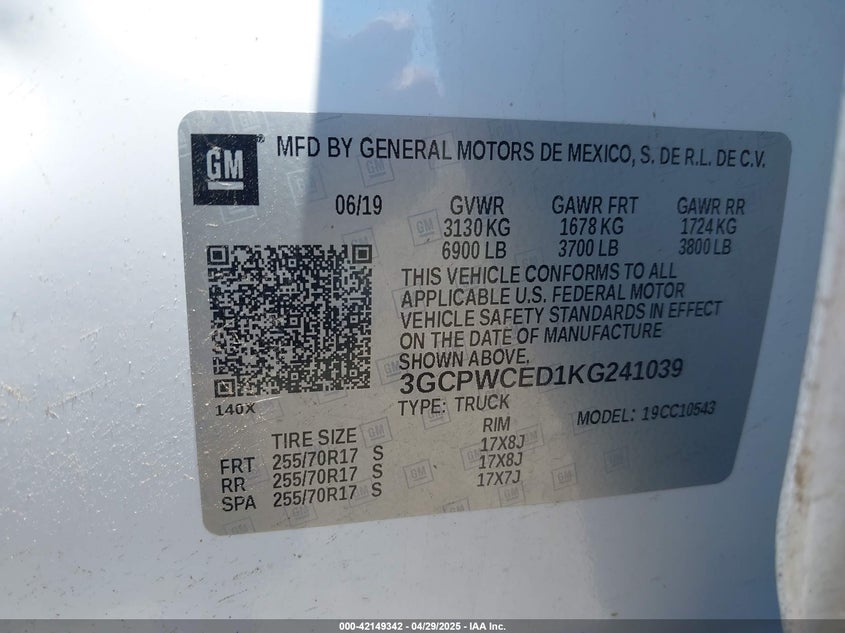 GM
MFD BY GENERAL MOTORS DE MEXICO, S. DE R.L. DE C.V.
06/19 GVWR GAWR FRT GAWR RR
3130 KG 1678 KG 1724 KG
6900 LB 3700 LB 3800 LB
THIS VEHICLE CONFORMS TO ALL
APPLICABLE U.S. FEDERAL MOTOR
VEHICLE SAFETY STANDARDS IN EFFECT
ON THE DATE OF MANUFACTURE
SHOWN ABOVE.
3GCPWCED1KG241039
140X
TYPE: TRUCK MODEL: 19CC10543
TIRE SIZE RIM
FRT 255/70R17 S 17X8J
RR 255/70R17 S 17X8J
SPA 255/70R17 S 17X7J
000-42149342 - 04/29/2025 - IAA Inc.